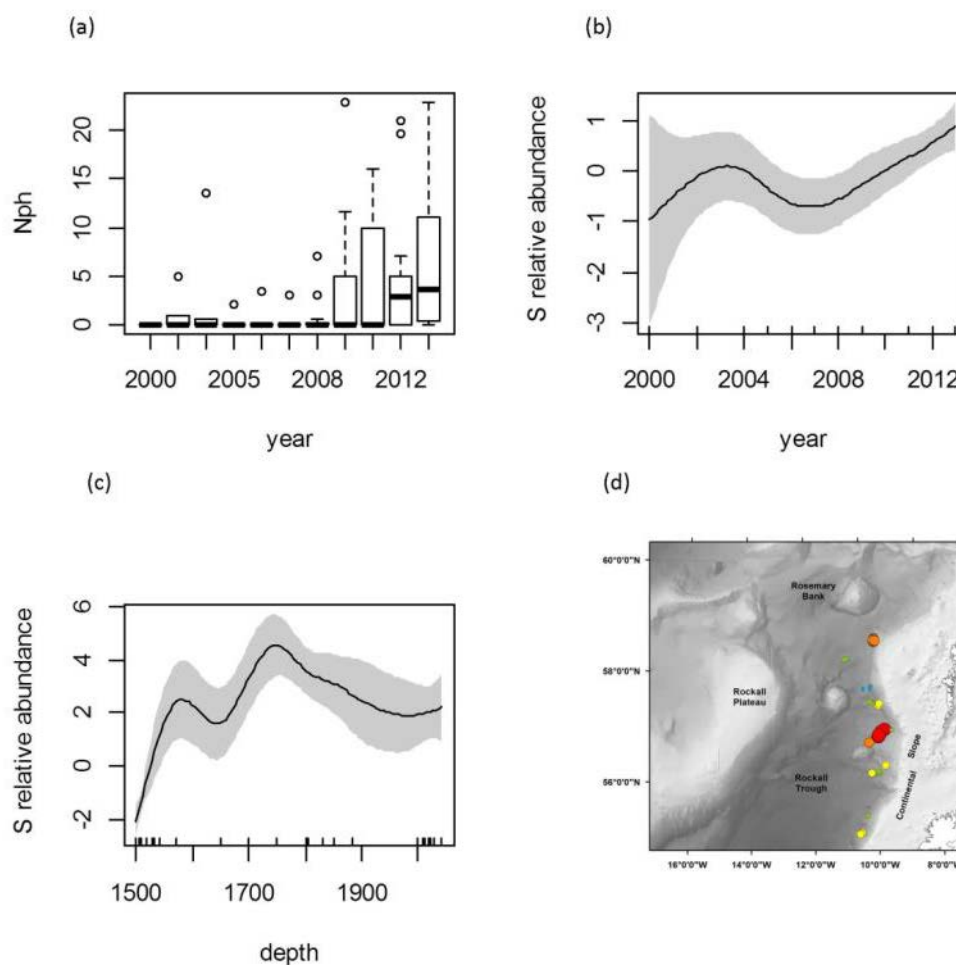 (a)
Nph
20
15
10
5
0
2000 2005 2008 2012
year
(b)
S relative abundance
1
0
-1
-2
-3
2000 2004 2008 2012
year
(c)
S relative abundance
6
4
2
0
-2
1500 1700 1900
depth
(d)
60°0'0"N
58°0'0"N
56°0'0"N
Rosemary
Bank
Rockall
Plateau
Rockall
Trough
Continental Slope
16°0'0"W 14°0'0"W 12°0'0"W 10°0'0"W 8°0'0"W